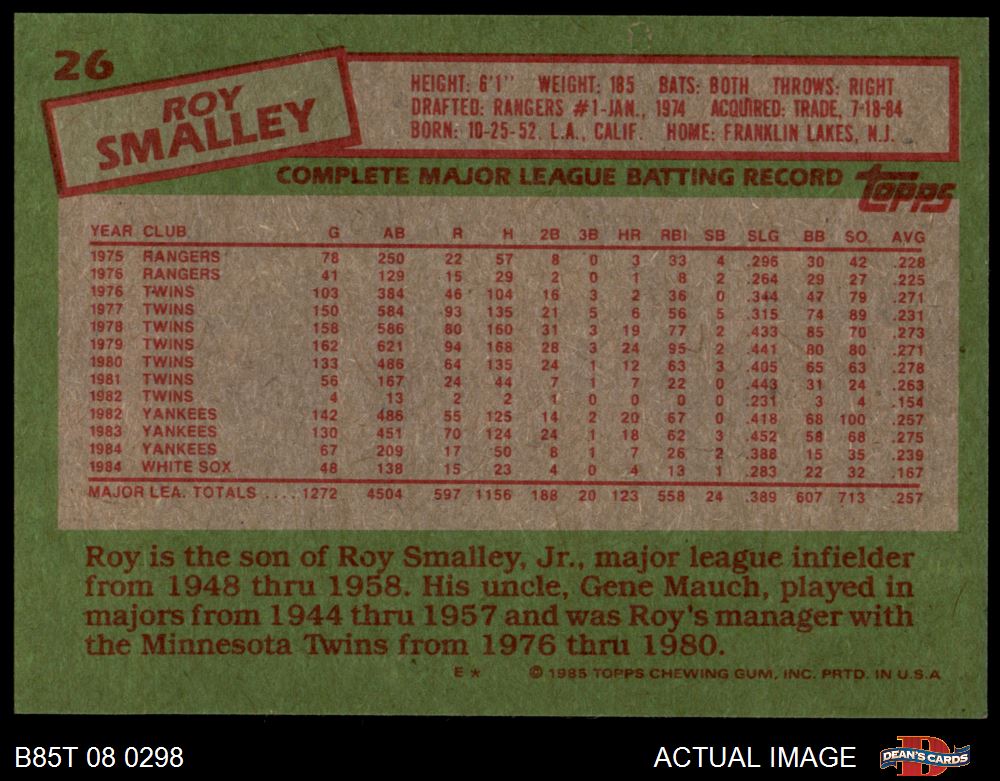 26
ROY
SMALLEY
HEIGHT: 6'1" WEIGHT: 185 BATS: BOTH THROWS: RIGHT
DRAFTED: RANGERS #1-JAN., 1974 ACQUIRED: TRADE, 7-18-84
BORN: 10-25-52, L.A., CALIF. HOME: FRANKLIN LAKES, N.J.
COMPLETE MAJOR LEAGUE BATTING RECORD
topps
YEAR CLUB G AB R H 2B 3B HR RBI SB SLG BB SO. AVG
1975 RANGERS 78 250 22 57 8 0 3 33 4 .296 30 42 .228
1976 RANGERS 41 129 15 29 2 0 1 8 2 .264 29 27 .225
1976 TWINS 103 384 46 104 16 3 2 36 0 .344 47 79 .271
1977 TWINS 150 584 93 135 21 5 6 56 5 .315 74 89 .231
1978 TWINS 158 586 80 160 31 3 19 77 2 .433 85 70 .273
1979 TWINS 162 621 94 168 28 3 24 95 2 .441 80 80 .271
1980 TWINS 133 486 64 135 24 1 12 63 3 .405 65 63 .278
1981 TWINS 56 167 24 44 7 1 7 22 0 .443 31 24 .263
1982 TWINS 4 13 2 2 1 0 0 0 0 .231 3 4 .154
1982 YANKEES 142 486 55 125 14 2 20 67 0 .418 68 100 .257
1983 YANKEES 130 451 70 124 24 1 18 62 3 .452 58 68 .275
1984 YANKEES 67 209 17 50 8 1 7 26 2 .388 15 35 .239
1984 WHITE SOX 48 138 15 23 4 0 4 13 1 .283 22 32 .167
MAJOR LEA. TOTALS .... 1272 4504 597 1156 188 20 123 558 24 .389 607 713 .257
Roy is the son of Roy Smalley, Jr., major league infielder
from 1948 thru 1958. His uncle, Gene Mauch, played in
majors from 1944 thru 1957 and was Roy's manager with
the Minnesota Twins from 1976 thru 1980.
E * © 1985 TOPPS CHEWING GUM, INC. PRTD. IN U.S.A
B85T 08 0298 ACTUAL IMAGE DEAN'S CARDS